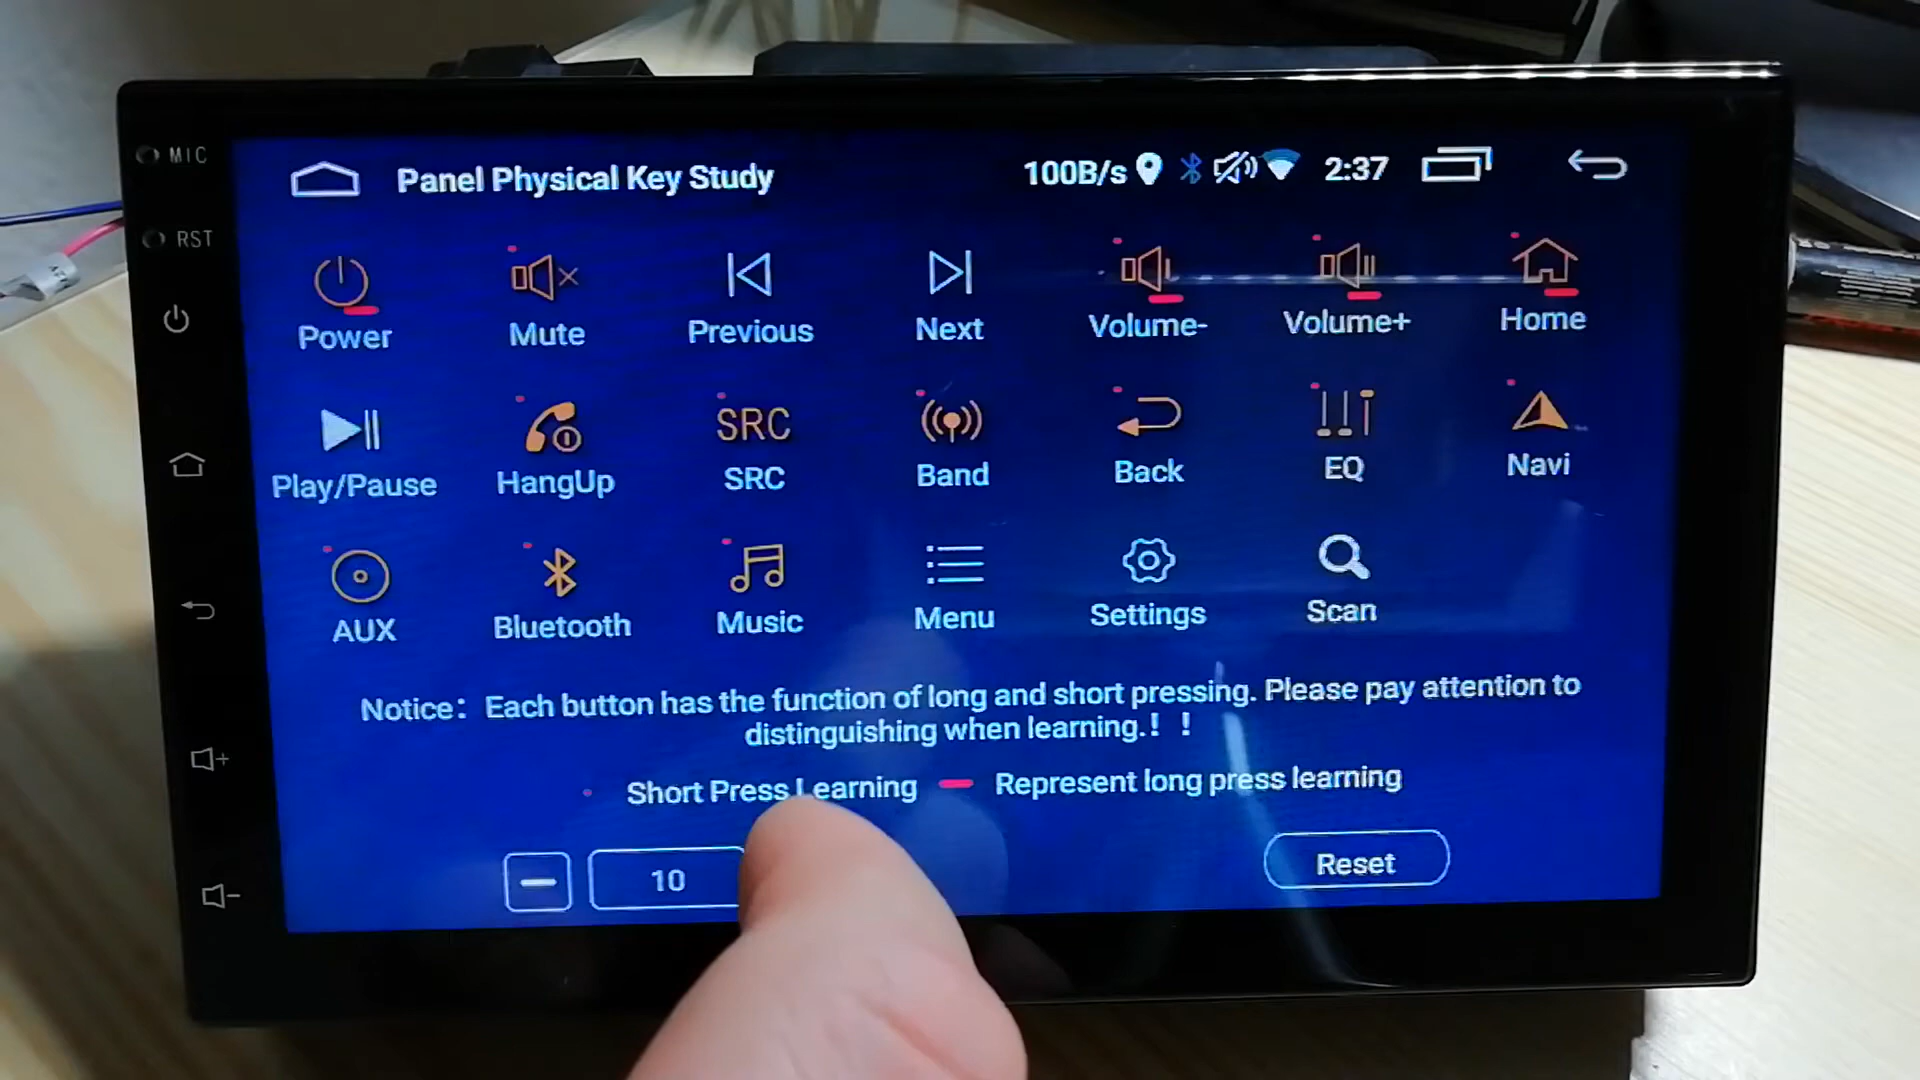 MIC
Panel Physical Key Study
100B/s
2:37
RST
Power
Mute
Previous
Next
Volume-
Volume+
Home
Play/Pause
HangUp
SRC
SRC
Band
Back
EQ
Navi
AUX
Bluetooth
Music
Menu
Settings
Scan
Notice：Each button has the function of long and short pressing. Please pay attention to
distinguishing when learning.！！
Short Press Learning
Represent long press learning
10
Reset